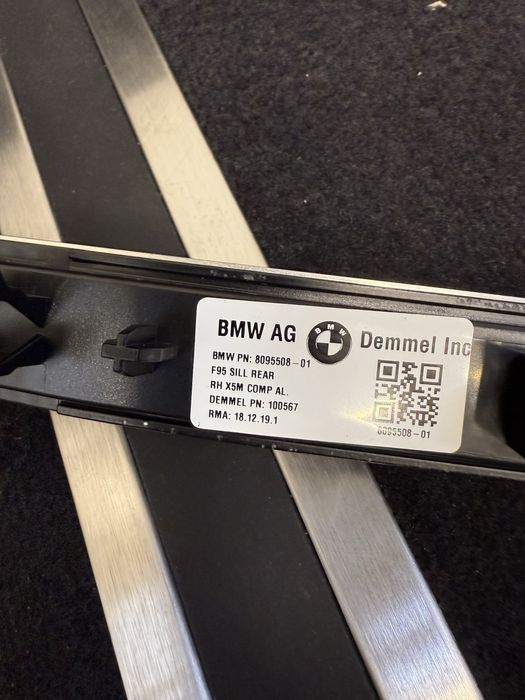 BMW AG BMW Demmel Inc
BMW PN: 8095508-01
F95 SILL REAR
RH X5M COMP AL.
DEMMEL PN: 100567
RMA: 18.12.19.1
8095508-01